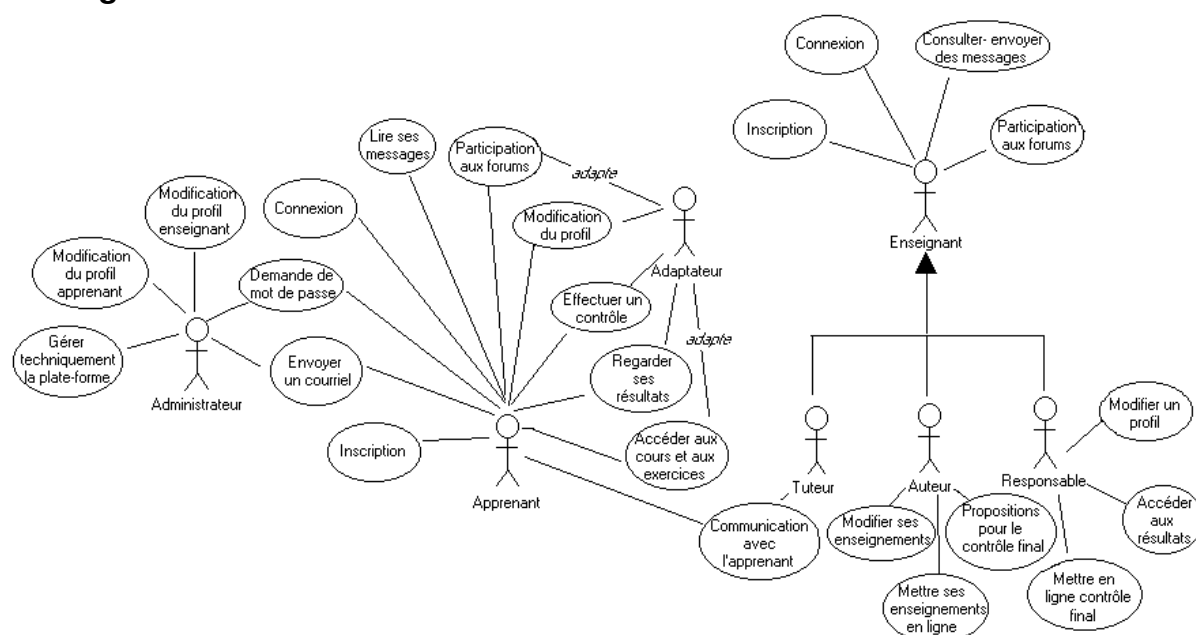 Connexion
Consulter- envoyer
des messages
Inscription
Participation
aux forums
Enseignant
Lire ses
messages
Participation
aux forums
adapte
Modification
du profil
enseignant
Connexion
Modification
du profil
Adaptateur
Modification
du profil
apprenant
Demande de
mot de passe
Effectuer un
contrôle
adapte
Gérer
techniquement
la plate-forme
Administrateur
Envoyer
un courriel
Regarder
ses
résultats
Inscription
Apprenant
Accéder aux
cours et aux
exercices
Modifier un
profil
Tuteur
Auteur
Responsable
Communication
avec
l'apprenant
Modifier ses
enseignements
Propositions
pour le
contrôle final
Accéder
aux
résultats
Mettre ses
enseignements
en ligne
Mettre en
ligne contrôle
final